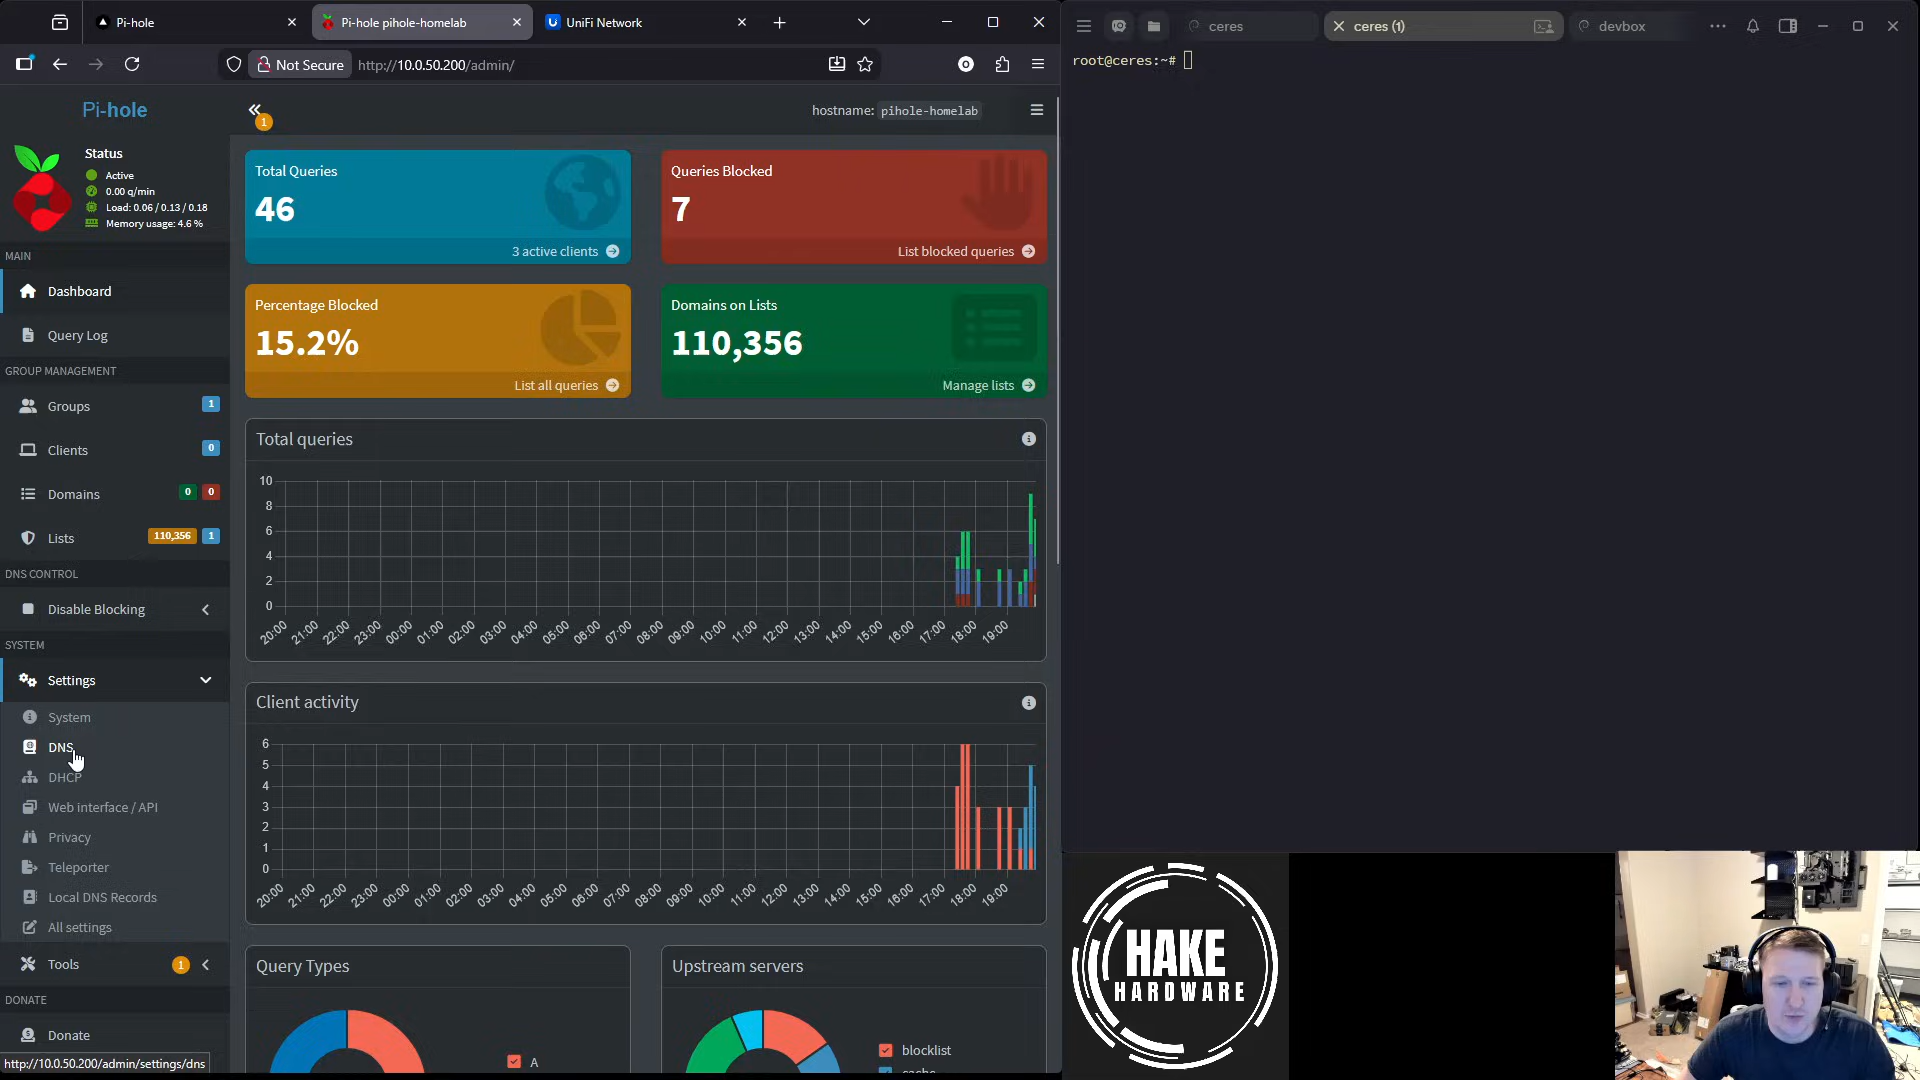 Pi-hole
Pi-hole pihole-homelab
UniFi Network
Not Secure
http://10.0.50.200/admin/
Pi-hole
1
hostname: pihole-homelab
Status
Active
0.00 q/min
Load: 0.06 / 0.13 / 0.18
Memory usage: 4.6 %
MAIN
Dashboard
Query Log
GROUP MANAGEMENT
Groups 1
Clients 0
Domains 0 0
Lists 110,356 1
DNS CONTROL
Disable Blocking
SYSTEM
Settings
System
DNS
DHCP
Web interface / API
Privacy
Teleporter
Local DNS Records
All settings
Tools 1
DONATE
Donate
http://10.0.50.200/admin/settings/dns
Total Queries
46
3 active clients
Queries Blocked
7
List blocked queries
Percentage Blocked
15.2%
List all queries
Domains on Lists
110,356
Manage lists
Total queries
10
8
6
4
2
0
20:00 21:00 22:00 23:00 00:00 01:00 02:00 03:00 04:00 05:00 06:00 07:00 08:00 09:00 10:00 11:00 12:00 13:00 14:00 15:00 16:00 17:00 18:00 19:00
Client activity
6
5
4
3
2
1
0
20:00 21:00 22:00 23:00 00:00 01:00 02:00 03:00 04:00 05:00 06:00 07:00 08:00 09:00 10:00 11:00 12:00 13:00 14:00 15:00 16:00 17:00 18:00 19:00
Query Types
A
Upstream servers
blocklist
cache
ceres
ceres (1)
devbox
root@ceres:~#
HAKE
HARDWARE